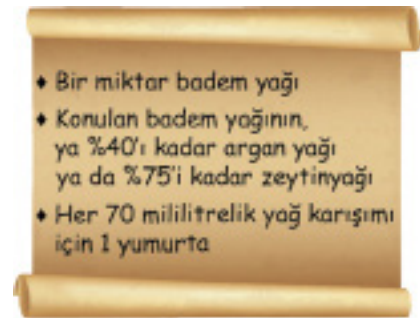 ♦ Bir miktar badem yağı
♦ Konulan badem yağının,
ya %40'ı kadar argan yağı
ya da %75'i kadar zeytinyağı
♦ Her 70 mililitrelik yağ karışımı
için 1 yumurta